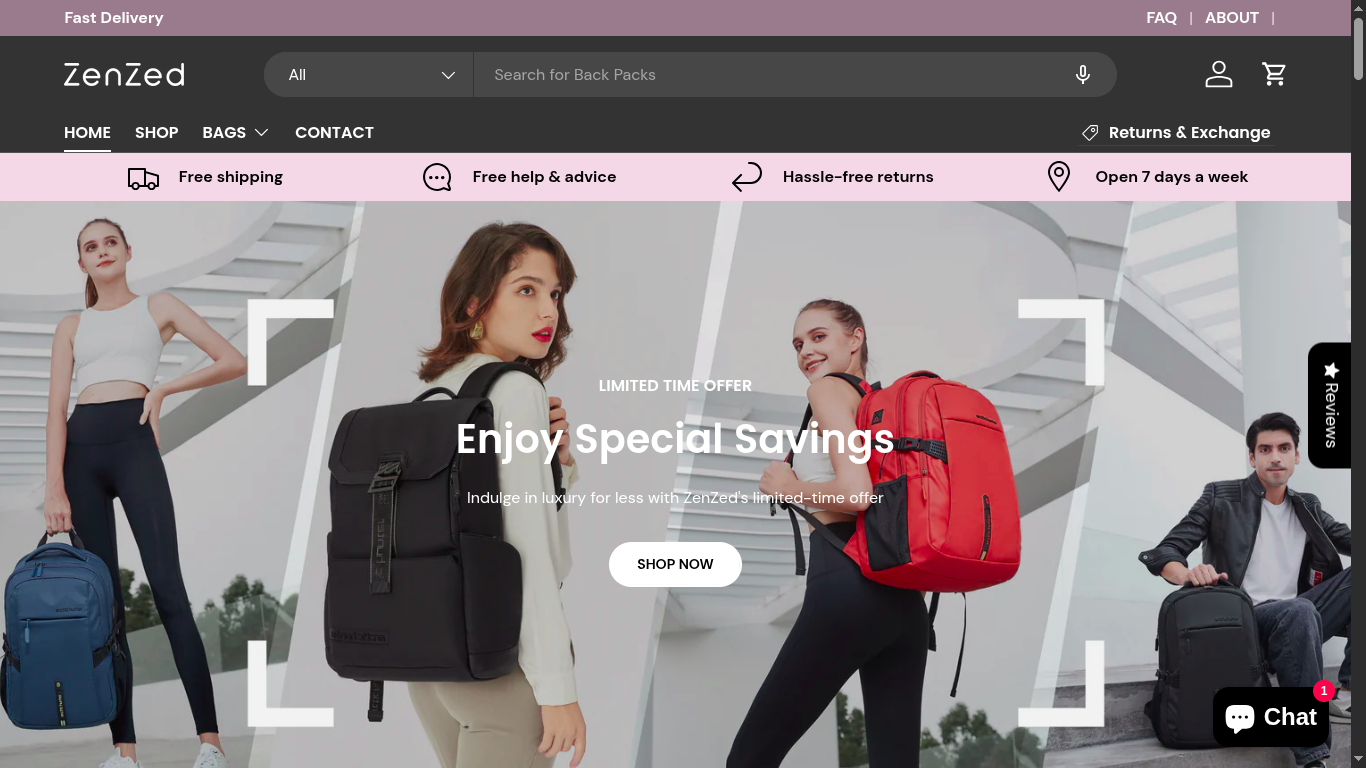 Fast Delivery
FAQ | ABOUT |
ZenZed
All
Search for Back Packs
HOME
SHOP
BAGS
CONTACT
Returns & Exchange
Free shipping
Free help & advice
Hassle-free returns
Open 7 days a week
LIMITED TIME OFFER
Enjoy Special Savings
Indulge in luxury for less with ZenZed's limited-time offer
SHOP NOW
Reviews
1
Chat